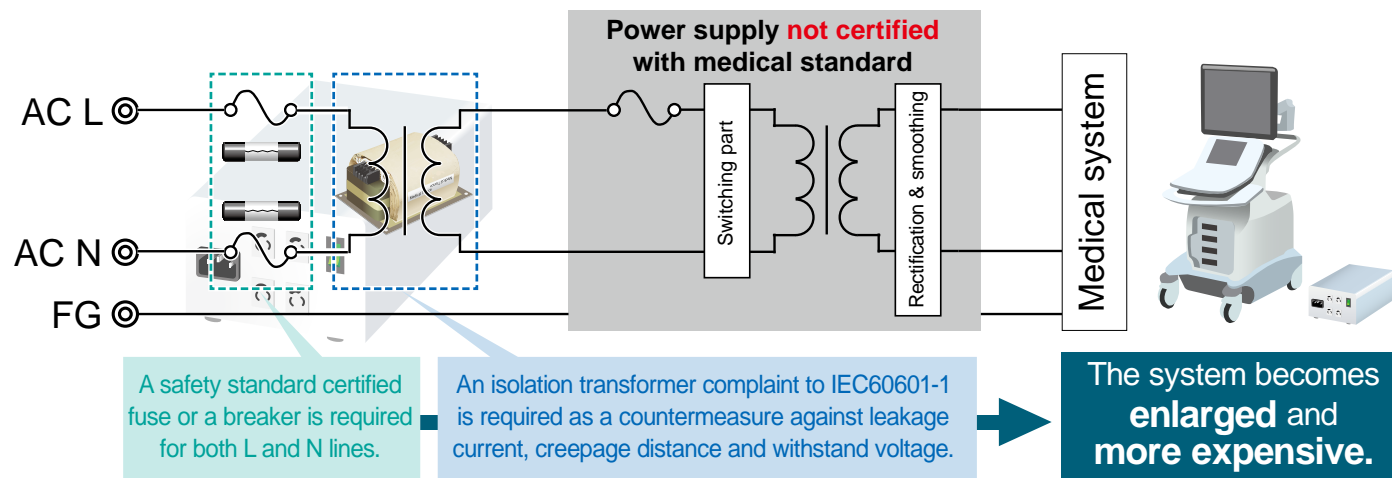 Power supply not certified
with medical standard
AC L
AC N
FG
Switching part
Rectification & smoothing
Medical system
A safety standard certified
fuse or a breaker is required
for both L and N lines.
An isolation transformer complaint to IEC60601-1
is required as a countermeasure against leakage
current, creepage distance and withstand voltage.
The system becomes
enlarged and
more expensive.